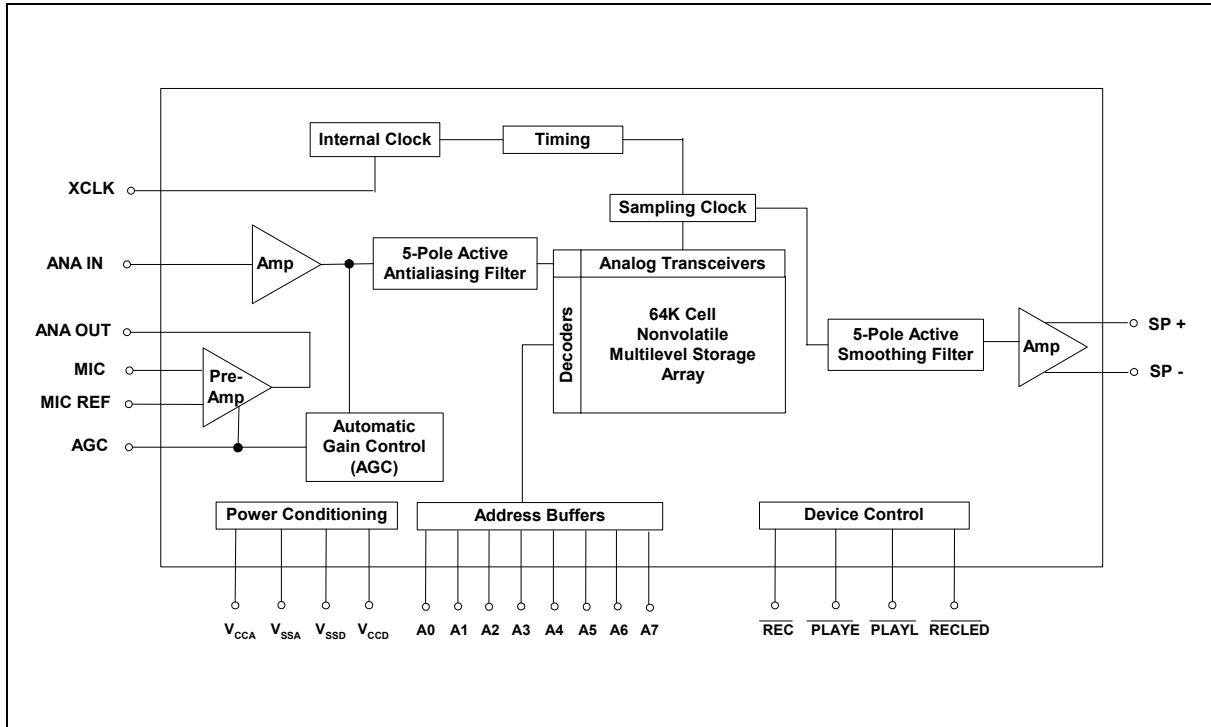 Internal Clock
Timing
XCLK
Sampling Clock
ANA IN
Amp
5-Pole Active
Antialiasing Filter
Analog Transceivers
Decoders
64K Cell
Nonvolatile
Multilevel Storage
Array
ANA OUT
MIC
MIC REF
AGC
Pre-
Amp
Automatic
Gain Control
(AGC)
5-Pole Active
Smoothing Filter
Amp
SP +
SP -
Power Conditioning
Address Buffers
Device Control
VCCA VSSA VSSD VCCD
A0 A1 A2 A3 A4 A5 A6 A7
REC PLAYE PLAYL RECLED